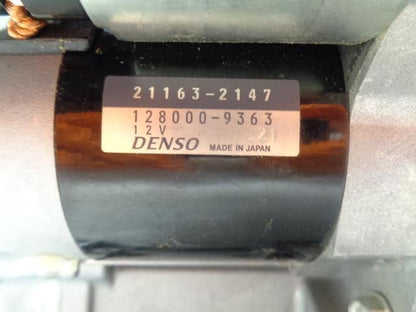 21163-2147
128000-9363
12V
DENSO MADE IN JAPAN